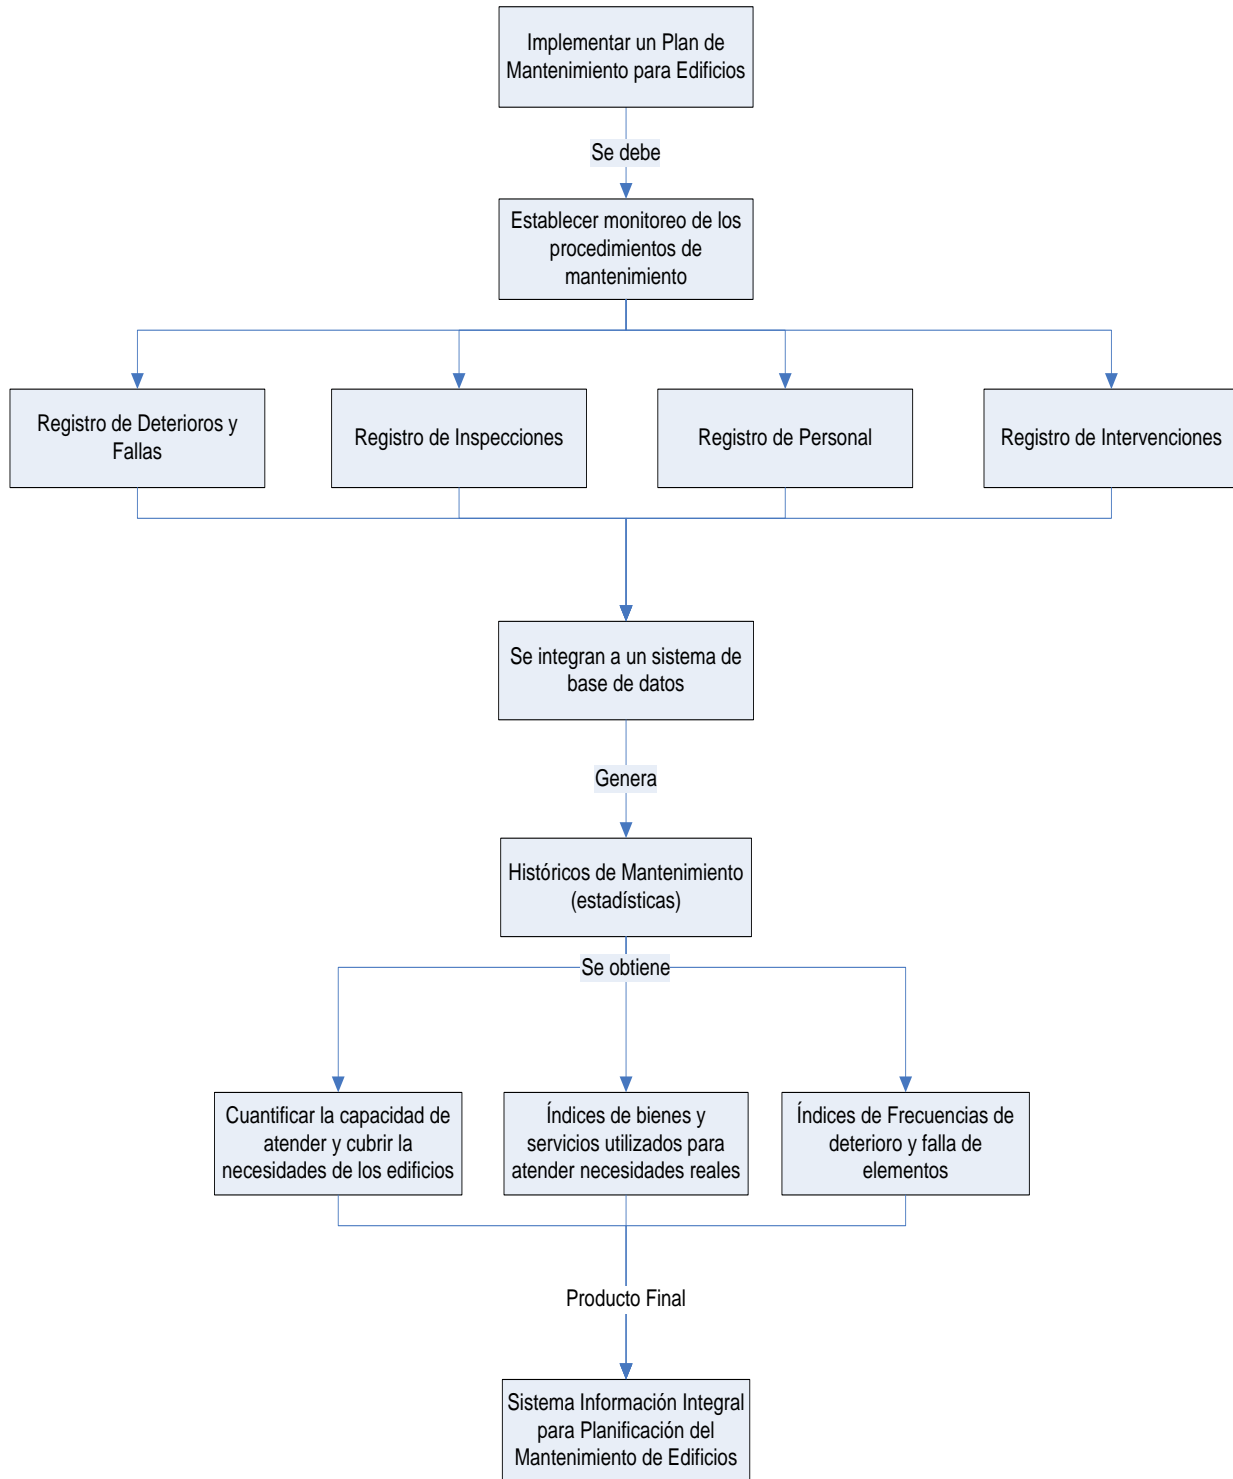 Implementar un Plan de
Mantenimiento para Edificios
Se debe
Establecer monitoreo de los
procedimientos de
mantenimiento
Registro de Deterioros y
Fallas
Registro de Inspecciones
Registro de Personal
Registro de Intervenciones
Se integran a un sistema de
base de datos
Genera
Históricos de Mantenimiento
(estadísticas)
Se obtiene
Cuantificar la capacidad de
atender y cubrir la
necesidades de los edificios
Índices de bienes y
servicios utilizados para
atender necesidades reales
Índices de Frecuencias de
deterioro y falla de
elementos
Producto Final
Sistema Información Integral
para Planificación del
Mantenimiento de Edificios